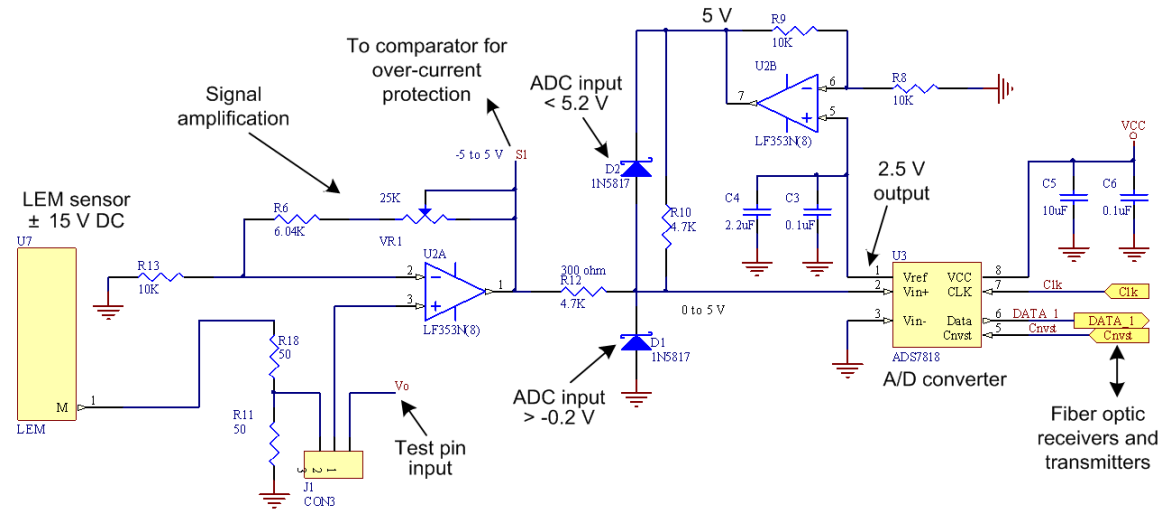 5 V
R9
10K
To comparator for
over-current
protection
ADC input
< 5.2 V
U2B
7
6
5
R8
10K
LF353N(8)
Signal
amplification
-5 to 5 V
S1
D2
1N5817
VCC
2.5 V
output
C4
2.2uF
C3
0.1uF
C5
10uF
C6
0.1uF
LEM sensor
± 15 V DC
R6
6.04K
25K
VR1
R10
4.7K
U7
R13
10K
U2A
2
3
1
LF353N(8)
300 ohm
R12
4.7K
0 to 5 V
U3
1
2
3
Vref
Vin+
Vin-
VCC
CLK
Data
Cnvst
8
7
6
5
Clk
Clk
DATA_1
DATA_1
Cnvst
Cnvst
ADS7818
A/D converter
R18
50
D1
1N5817
ADC input
> -0.2 V
Vo
Test pin
input
M
1
LEM
R11
50
3
2
1
J1
CON3
Fiber optic
receivers and
transmitters